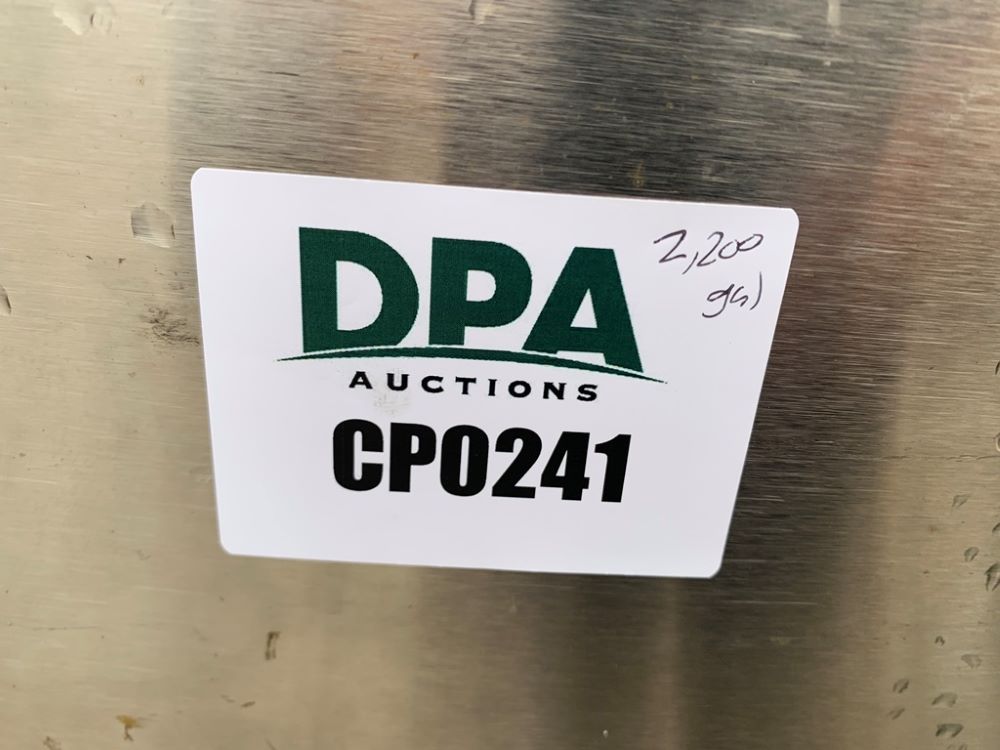 DPA
AUCTIONS
CP0241
2,200
gal